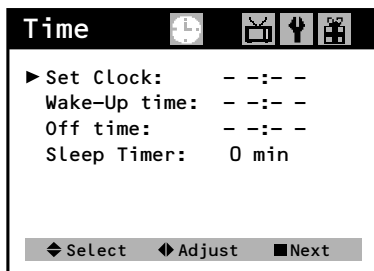 Time
▶ Set Clock: – –:– –
Wake–Up time: – –:– –
Off time: – –:– –
Sleep Timer: 0 min
Select Adjust Next